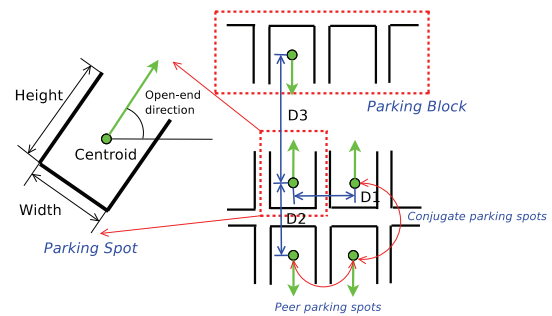 Height
Open-end
direction
Centroid
Width
Parking Spot
Parking Block
D3
D1
D2
Conjugate parking spots
Peer parking spots